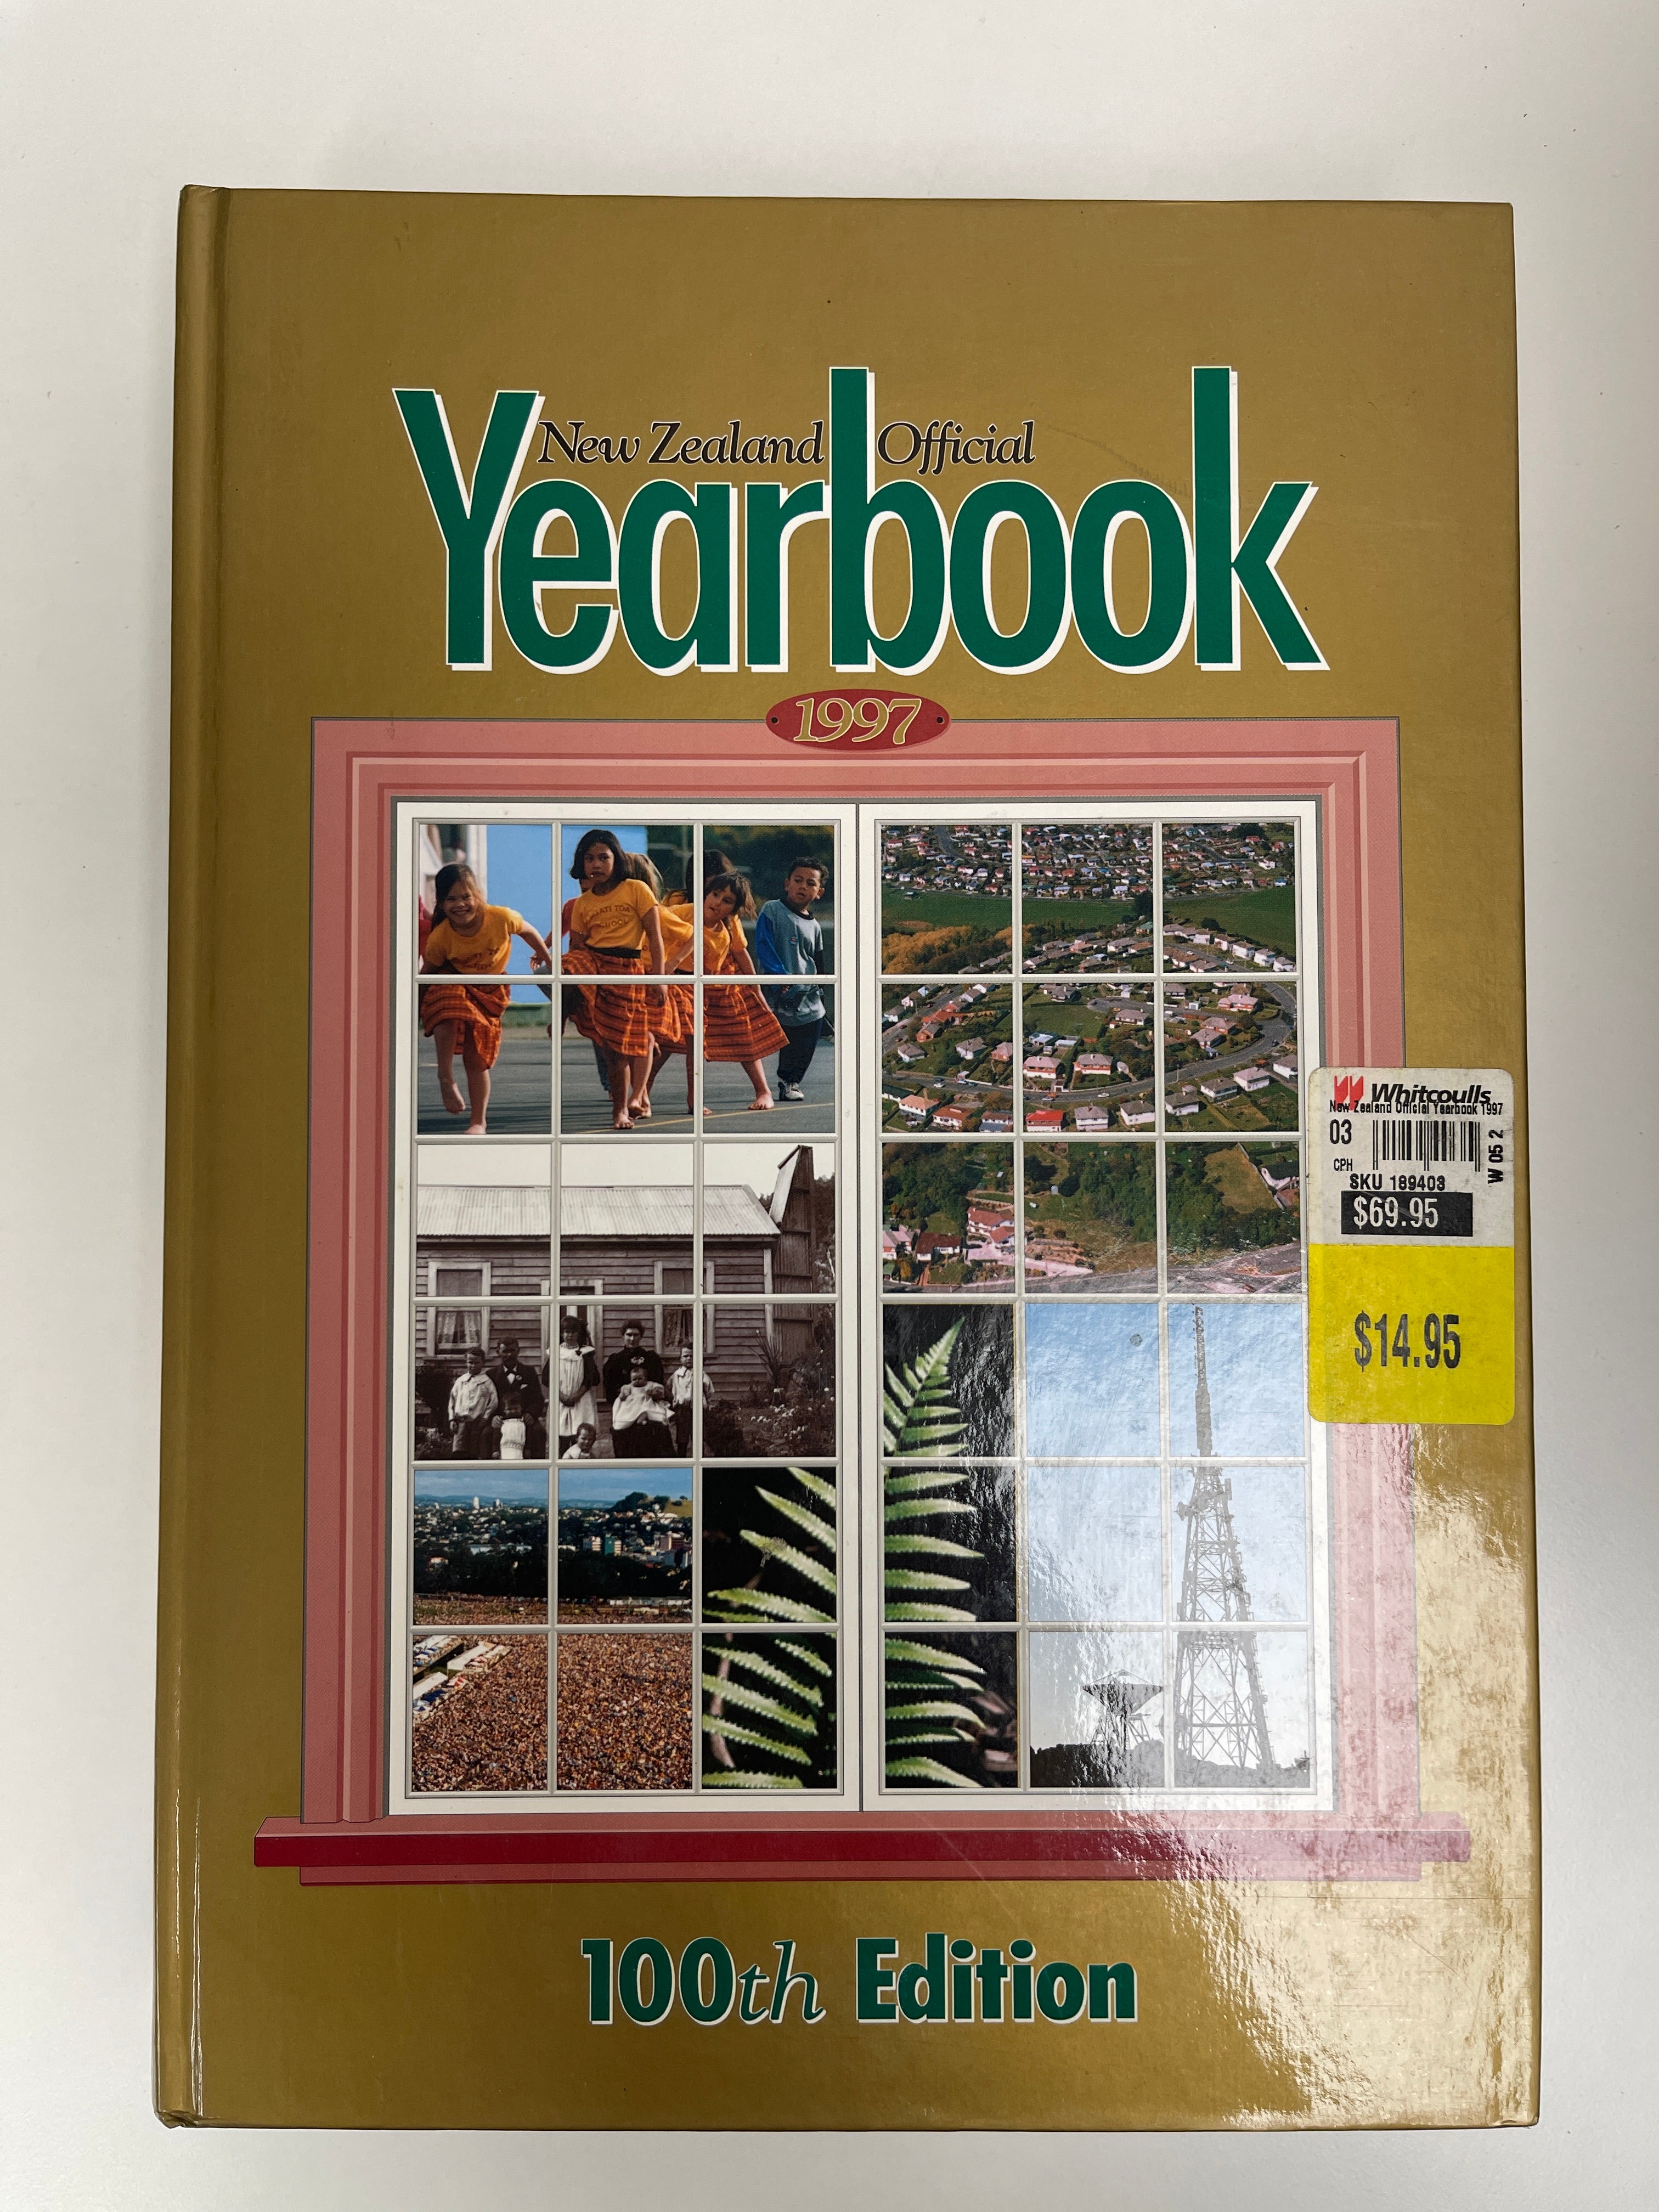 New Zealand Official
Yearbook
1997
Whitcoulls
New Zealand Official Yearbook 1997
03
CPH
W 05 2
SKU 189403
$69.95
$14.95
100th Edition